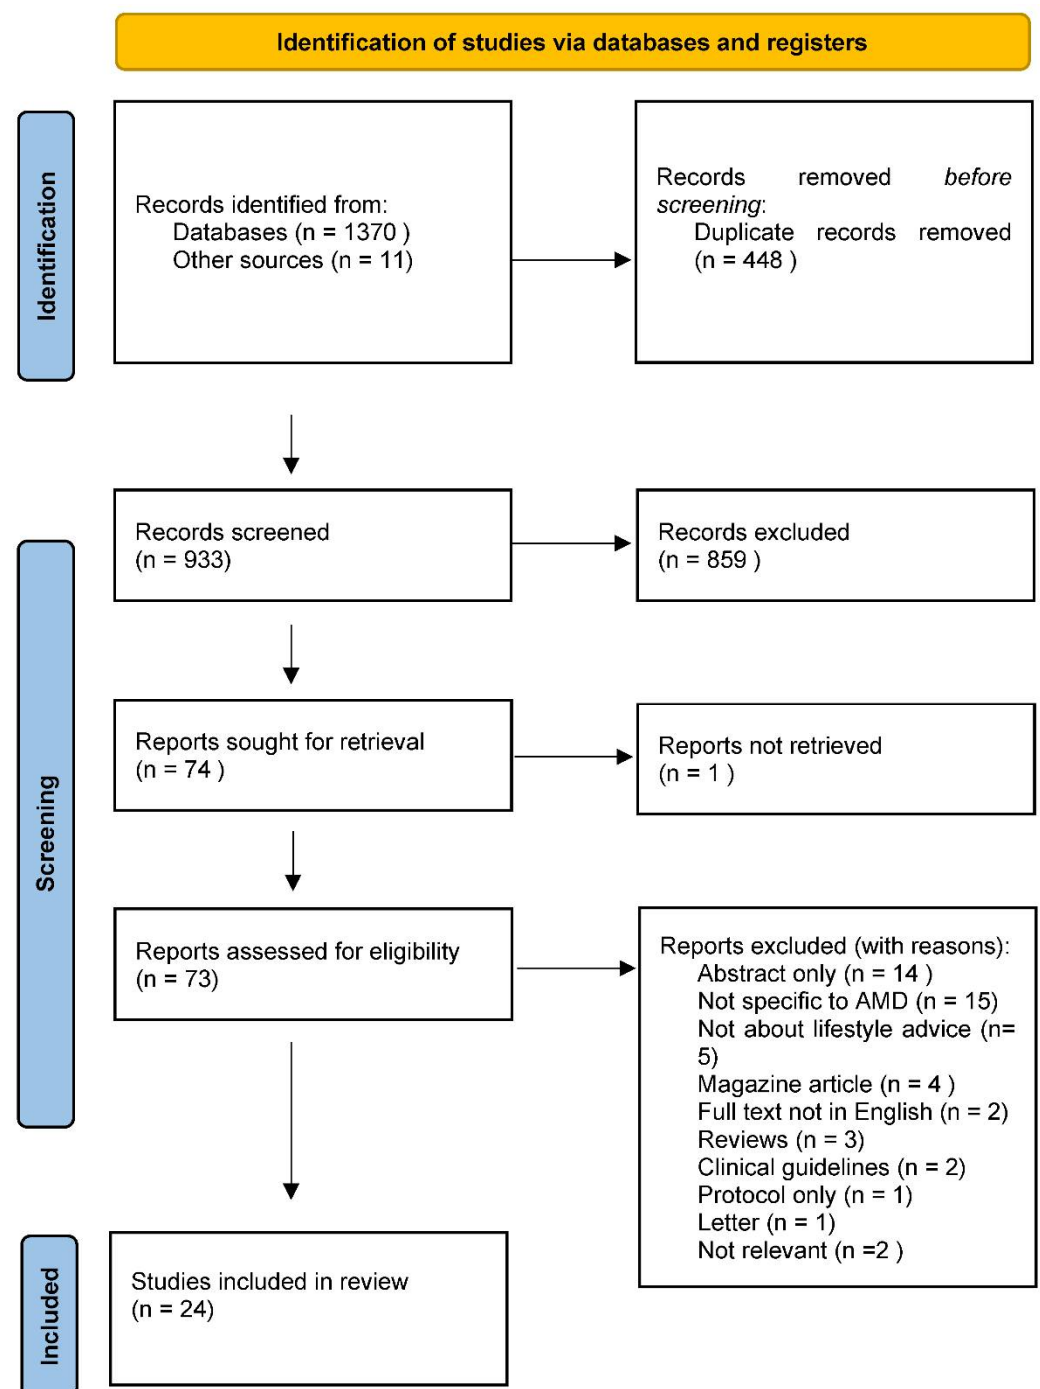 Identification of studies via databases and registers
Identification
Records identified from:
Databases (n = 1370 )
Other sources (n = 11)
Records removed before
screening:
Duplicate records removed
(n = 448 )
Screening
Records screened
(n = 933)
Records excluded
(n = 859 )
Reports sought for retrieval
(n = 74 )
Reports not retrieved
(n = 1 )
Reports assessed for eligibility
(n = 73)
Reports excluded (with reasons):
Abstract only (n = 14 )
Not specific to AMD (n = 15)
Not about lifestyle advice (n=
5)
Magazine article (n = 4 )
Full text not in English (n = 2)
Reviews (n = 3)
Clinical guidelines (n = 2)
Protocol only (n = 1)
Letter (n = 1)
Not relevant (n =2 )
Included
Studies included in review
(n = 24)